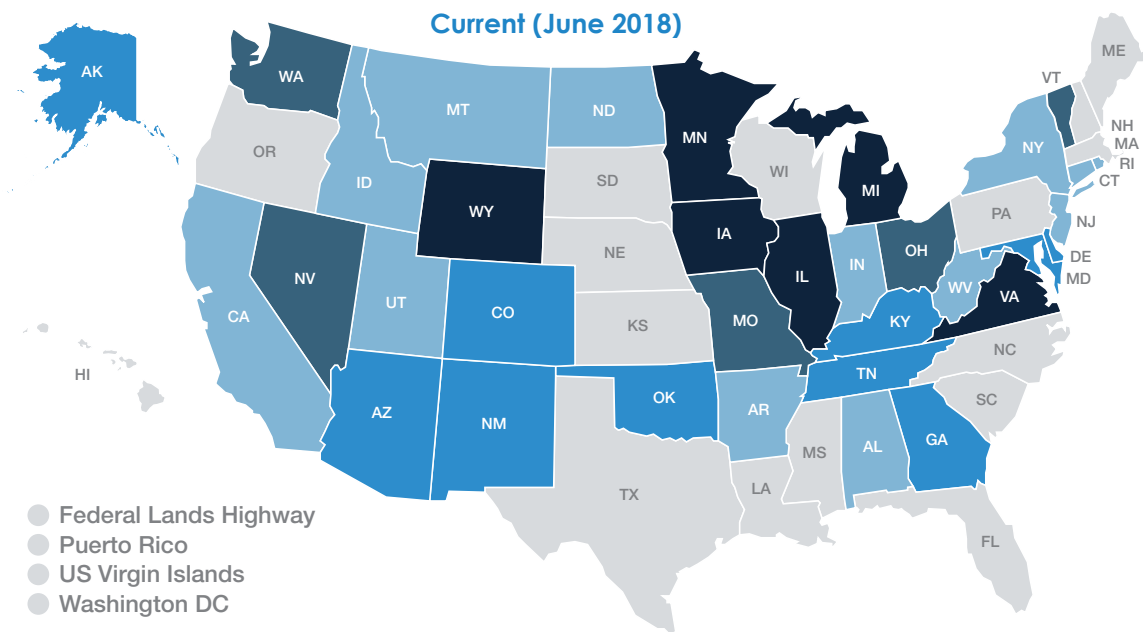 Current (June 2018)
AK
WA
MT
ND
MN
VT
ME
NH
MA
RI
CT
NY
OR
ID
SD
WI
MI
WY
PA
NJ
IA
NE
OH
DE
MD
NV
UT
CO
IL
IN
WV
VA
CA
KS
MO
KY
HI
NC
TN
AZ
NM
OK
AR
SC
MS
AL
GA
TX
LA
FL
Federal Lands Highway
Puerto Rico
US Virgin Islands
Washington DC